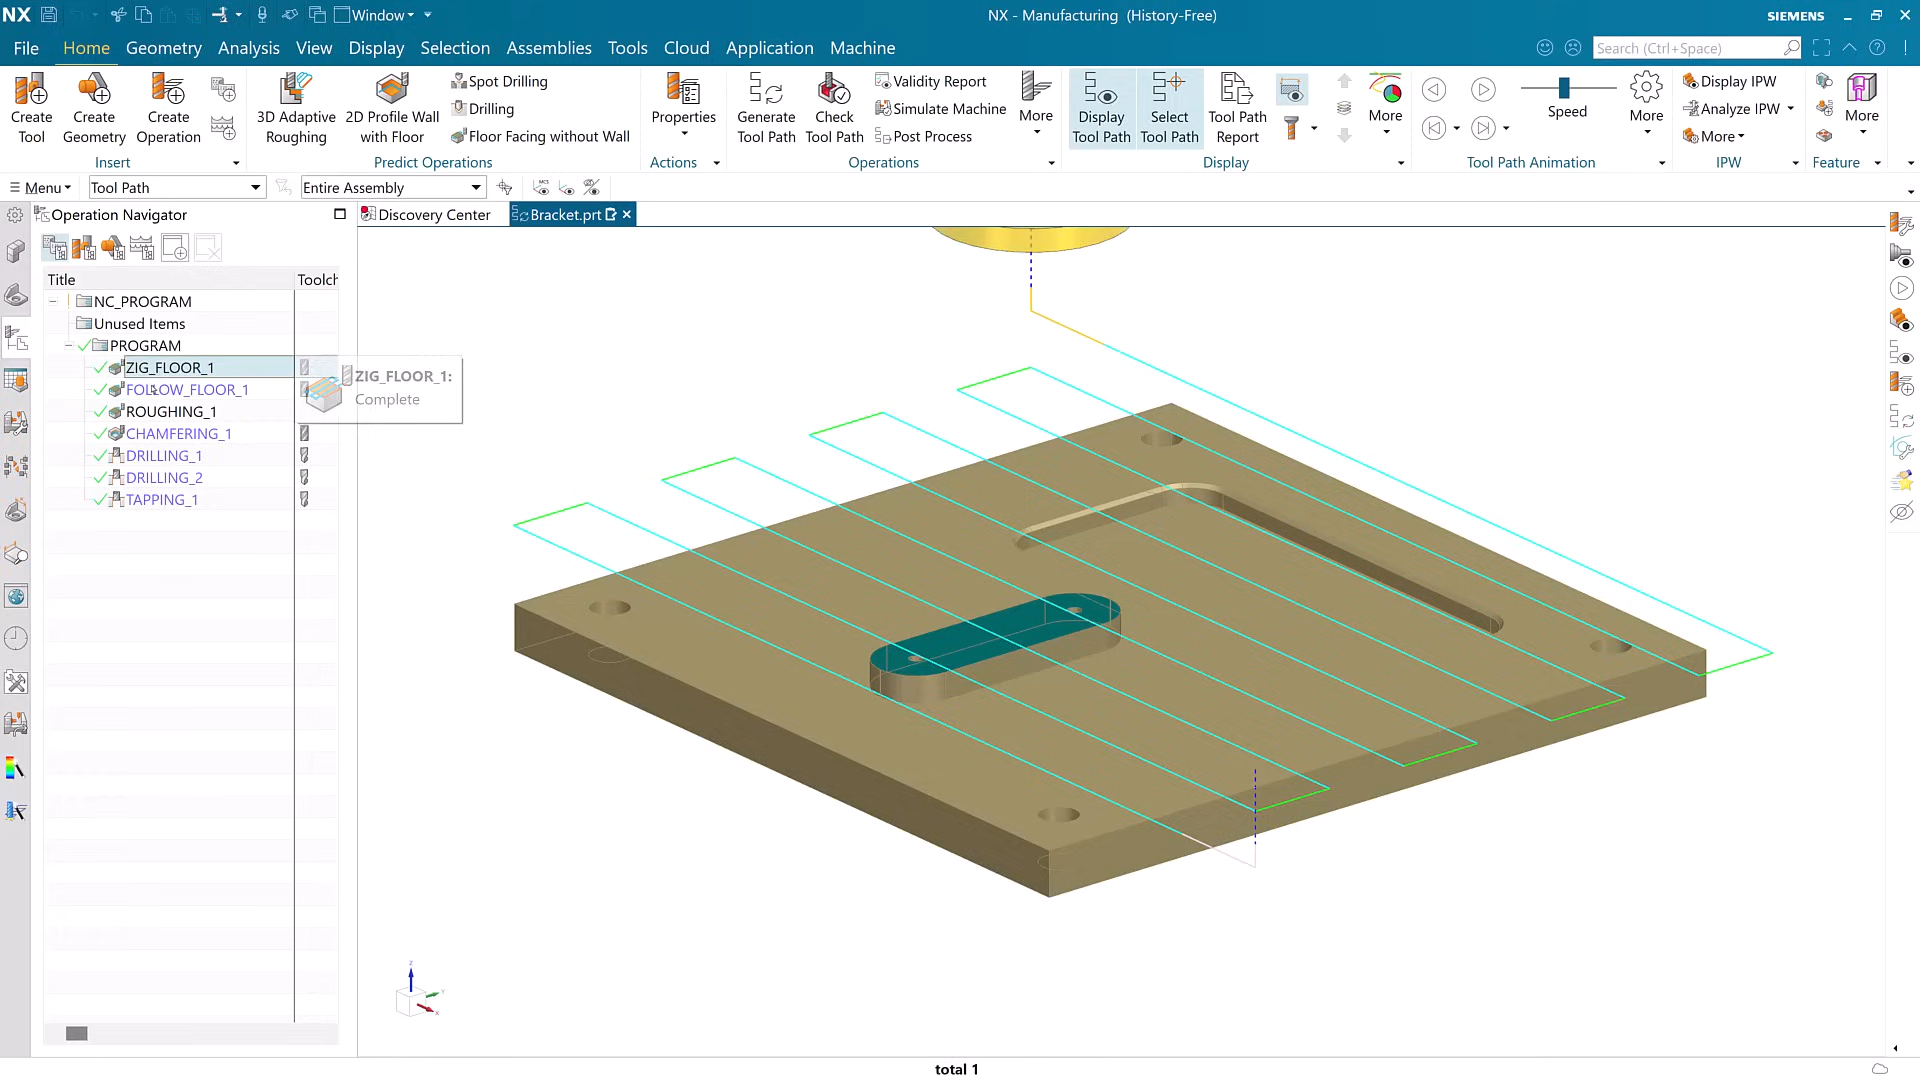 NX Window NX - Manufacturing (History-Free) SIEMENS
File Home Geometry Analysis View Display Selection Assemblies Tools Cloud Application Machine Search (Ctrl+Space)
Create Tool
Create Geometry
Create Operation
Insert
3D Adaptive Roughing
2D Profile Wall with Floor
Spot Drilling
Drilling
Floor Facing without Wall
Predict Operations
Properties
Actions
Generate Tool Path
Check Tool Path
Validity Report
Simulate Machine
Post Process
More
Operations
Display Tool Path
Select Tool Path
Tool Path Report
More
Display
Speed
More
Tool Path Animation
Display IPW
Analyze IPW
More
IPW
More
Feature
Menu Tool Path Entire Assembly
Operation Navigator Discovery Center Bracket.prt
Title Toolch
NC_PROGRAM
Unused Items
PROGRAM
ZIG_FLOOR_1
FOLLOW_FLOOR_1
ROUGHING_1
CHAMFERING_1
DRILLING_1
DRILLING_2
TAPPING_1
ZIG_FLOOR_1:
Complete
Z
Y
X
total 1